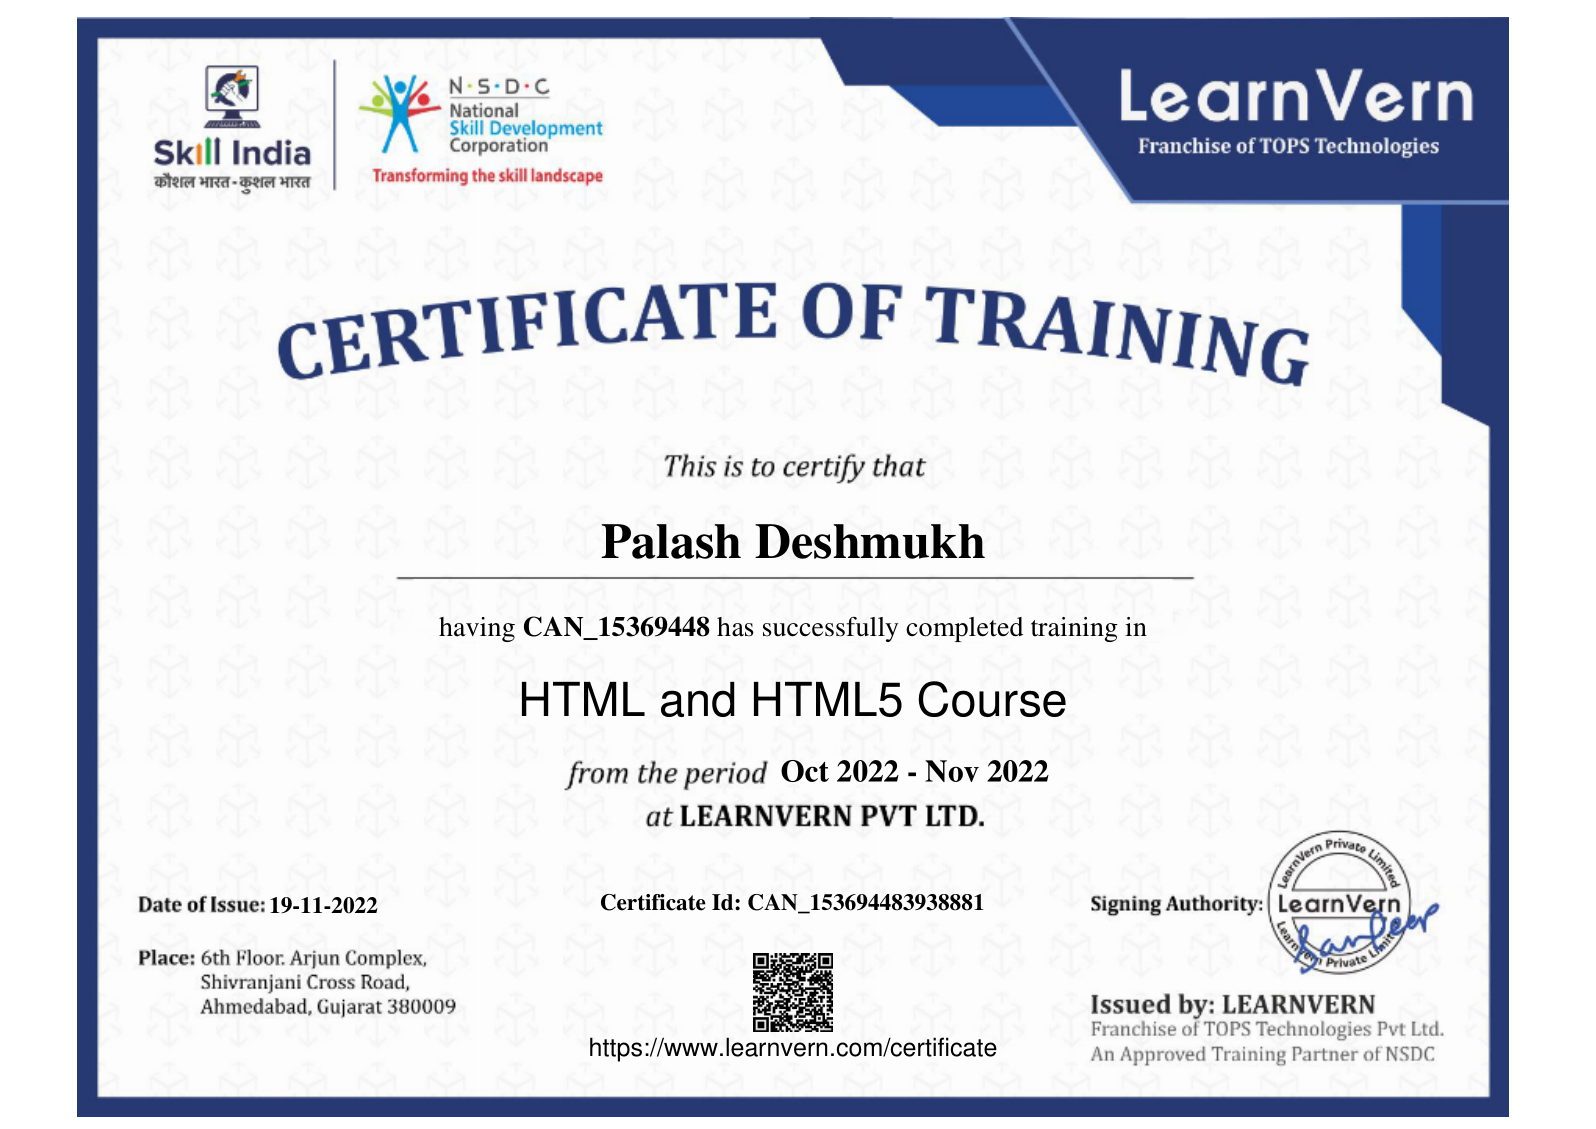 Skill India
कौशल भारत - कुशल भारत
N·S·D·C
National
Skill Development
Corporation
Transforming the skill landscape
LearnVern
Franchise of TOPS Technologies
CERTIFICATE OF TRAINING
This is to certify that
Palash Deshmukh
having CAN_15369448 has successfully completed training in
HTML and HTML5 Course
from the period Oct 2022 - Nov 2022
at LEARNVERN PVT LTD.
Date of Issue: 19-11-2022
Place: 6th Floor. Arjun Complex,
Shivranjani Cross Road,
Ahmedabad, Gujarat 380009
Certificate Id: CAN_153694483938881
https://www.learnvern.com/certificate
Signing Authority:
LearnVern Private Limited
LearnVern
LearnVern Private Limited
Sandeep
Issued by: LEARNVERN
Franchise of TOPS Technologies Pvt Ltd.
An Approved Training Partner of NSDC